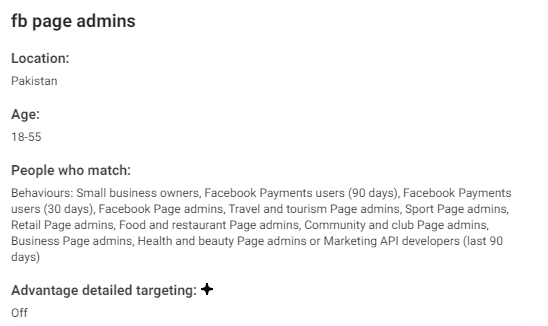 fb page admins
Location:
Pakistan
Age:
18-55
People who match:
Behaviours: Small business owners, Facebook Payments users (90 days), Facebook Payments
users (30 days), Facebook Page admins, Travel and tourism Page admins, Sport Page admins,
Retail Page admins, Food and restaurant Page admins, Community and club Page admins,
Business Page admins, Health and beauty Page admins or Marketing API developers (last 90
days)
Advantage detailed targeting:
Off